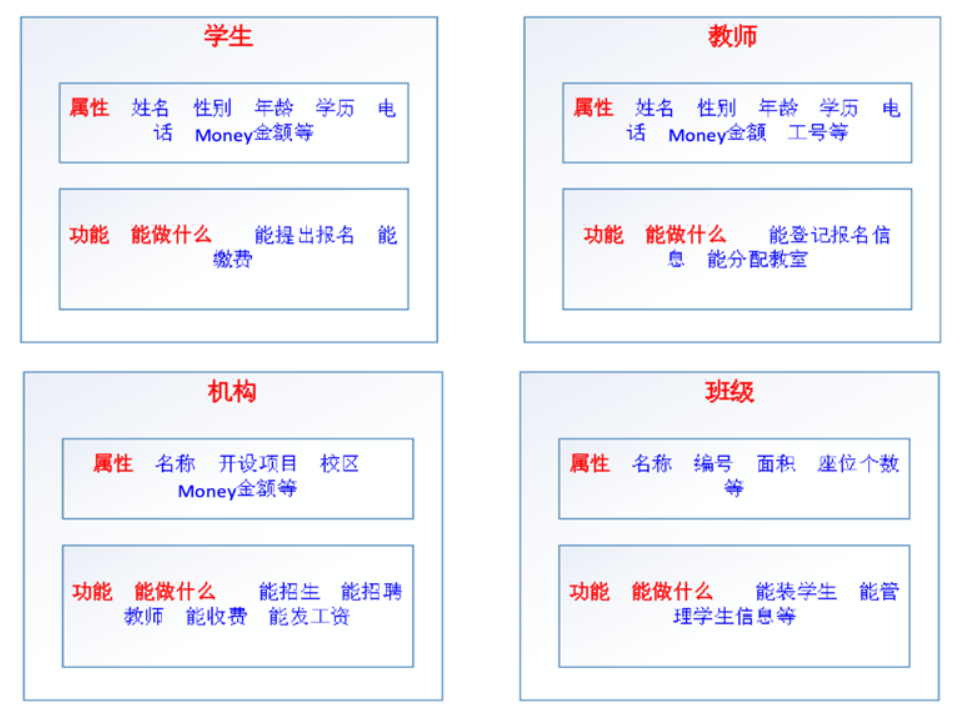 学生
属性 姓名 性别 年龄 学历 电
话 Money金额等
功能 能做什么 能提出报名 能
缴费
教师
属性 姓名 性别 年龄 学历 电
话 Money金额 工号等
功能 能做什么 能登记报名信
息 能分配教室
机构
属性 名称 开设项目 校区
Money金额等
功能 能做什么 能招生 能招聘
教师 能收费 能发工资
班级
属性 名称 编号 面积 座位个数
等
功能 能做什么 能装学生 能管
理学生信息等